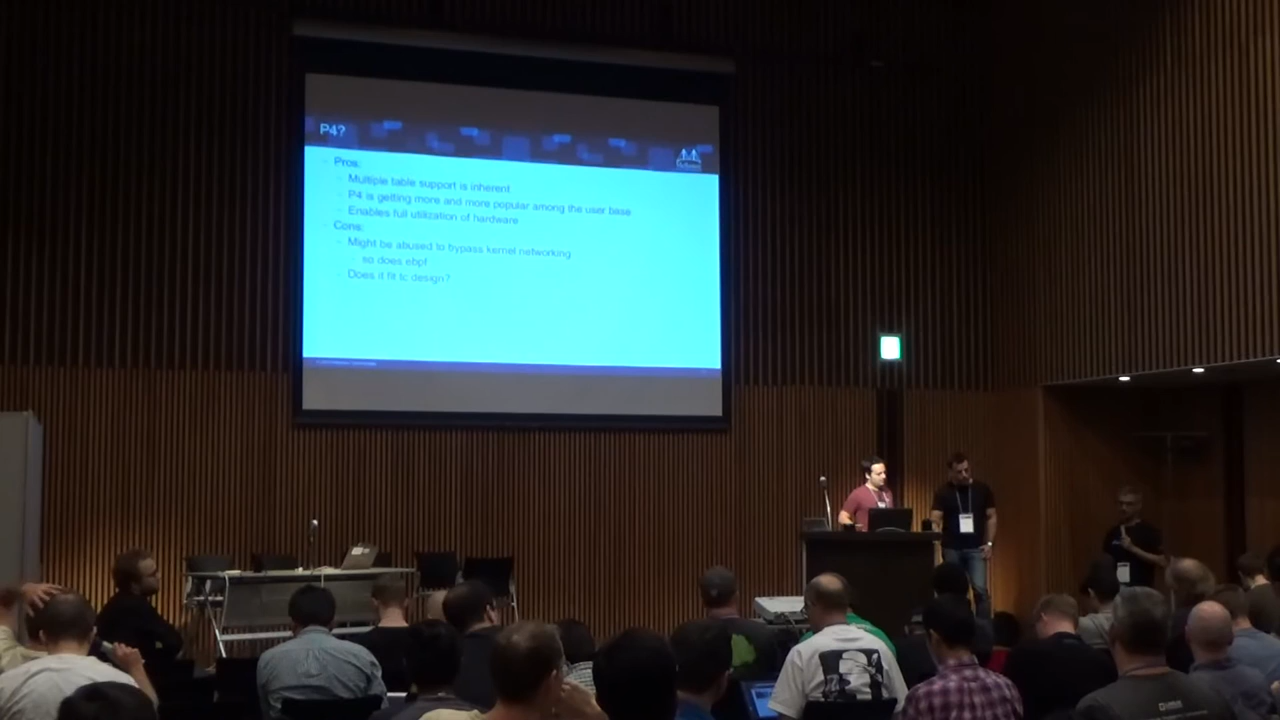 P4?
Pros:
Multiple table support is inherent
P4 is getting more and more popular among the user base
Enables full utilization of hardware
Cons:
Might be abused to bypass kernel networking
so does ebpf
Does it fit tc design?